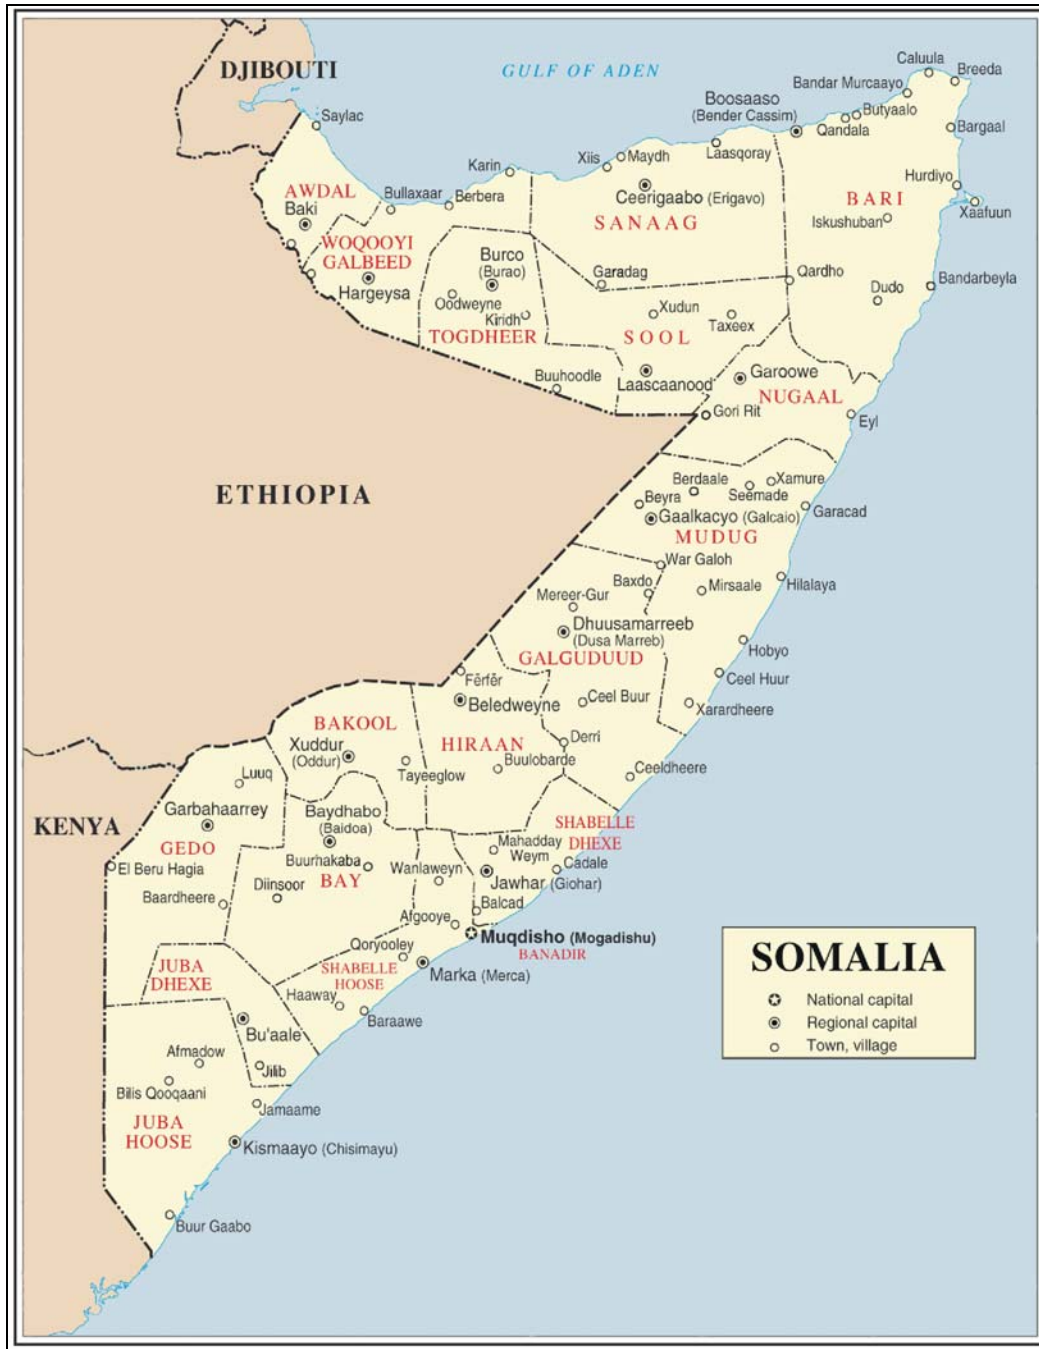 DJIBOUTI
GULF OF ADEN
Caluula
Breeda
Bandar Murcaayo
Boosaaso
(Bender Cassim)
Butyaalo
Qandala
Bargaal
Saylac
Laasqoray
Maydh
Xiis
Karin
Hurdiyo
Xaafuun
AWDAL
Baki
Bullaxaar
Berbera
Ceerigaabo (Erigavo)
SANAAG
BARI
Iskushuban
WOQOOYI
GALBEED
Hargeysa
Burco
(Burao)
Oodweyne
Kiridh
TOGDHEER
Garadag
Qardho
Dudo
Bandarbeyla
Xudun
Taxeex
SOOL
Laascaanood
Buuhoodle
Garoowe
NUGAAL
Gori Rit
Eyl
ETHIOPIA
Berdaale
Xamure
Seemade
Beyra
Gaalkacyo (Galcaio)
Garacad
MUDUG
War Galoh
Baxdo
Mirsaale
Hilalaya
Mereer-Gur
Dhuusamarreeb
(Dusa Marreb)
GALGUDUUD
Hobyo
Ceel Huur
Xarardheere
Fērfēr
Beledweyne
Ceel Buur
BAKOOL
Xuddur
(Oddur)
HIRAAN
Derri
Buulobarde
Tayeeglow
Ceeldheere
Luuq
KENYA
Garbahaarrey
GEDO
Baydhabo
(Baidoa)
SHABELLE
DHEXE
Mahadday
Weym
Cadale
El Beru Hagia
Buurhakaba
BAY
Wanlaweyn
Jawhar (Giohar)
Diinsoor
Baardheere
Balcad
Afgooye
Muqdisho (Mogadishu)
BANADIR
Qoryooley
JUBA
DHEXE
SHABELLE
HOOSE
Marka (Merca)
Haaway
Baraawe
Bu'aale
Afmadow
Jilib
Bilis Qooqaani
Jamaame
JUBA
HOOSE
Kismaayo (Chisimayu)
Buur Gaabo
SOMALIA
National capital
Regional capital
Town, village